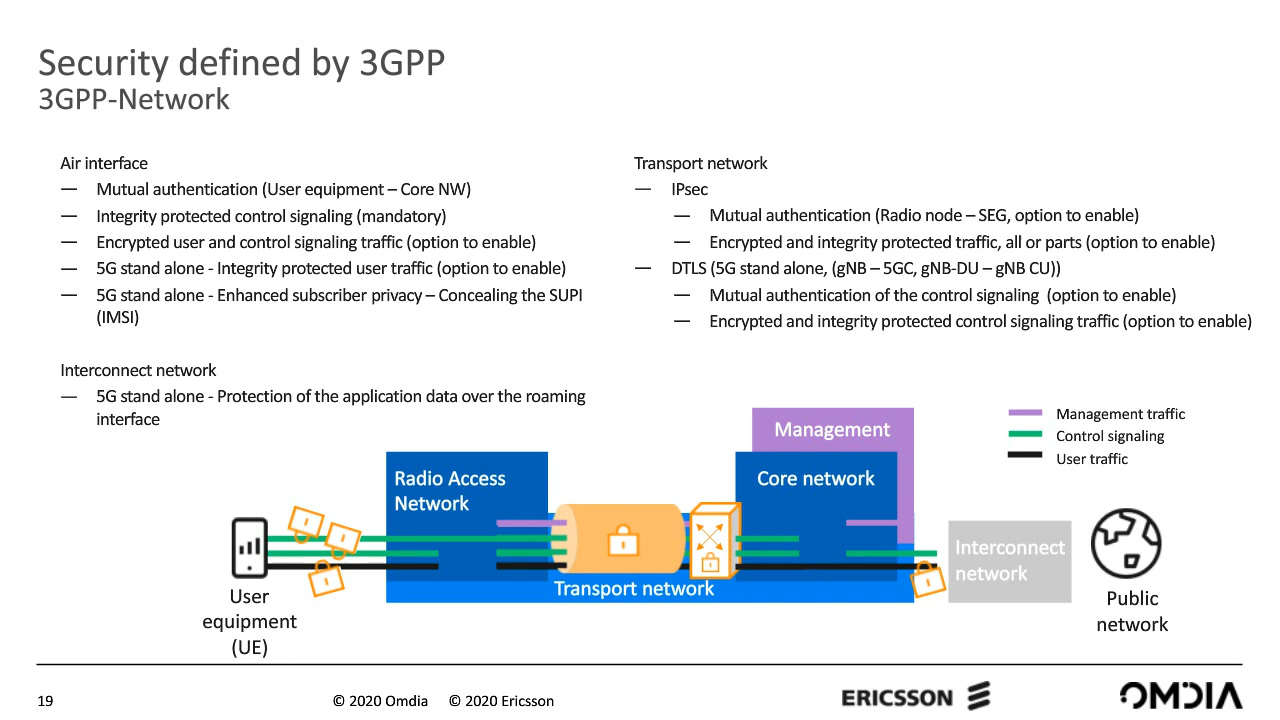 Security defined by 3GPP
3GPP-Network
Air interface
— Mutual authentication (User equipment – Core NW)
— Integrity protected control signaling (mandatory)
— Encrypted user and control signaling traffic (option to enable)
— 5G stand alone - Integrity protected user traffic (option to enable)
— 5G stand alone - Enhanced subscriber privacy – Concealing the SUPI
(IMSI)
Interconnect network
— 5G stand alone - Protection of the application data over the roaming
interface
Transport network
— IPsec
— Mutual authentication (Radio node – SEG, option to enable)
— Encrypted and integrity protected traffic, all or parts (option to enable)
— DTLS (5G stand alone, (gNB – 5GC, gNB-DU – gNB CU))
— Mutual authentication of the control signaling (option to enable)
— Encrypted and integrity protected control signaling traffic (option to enable)
Management traffic
Control signaling
User traffic
Management
Radio Access
Network
Core network
Transport network
Interconnect
network
User
equipment
(UE)
Public
network
19
© 2020 Omdia © 2020 Ericsson
ERICSSON
OMDIA